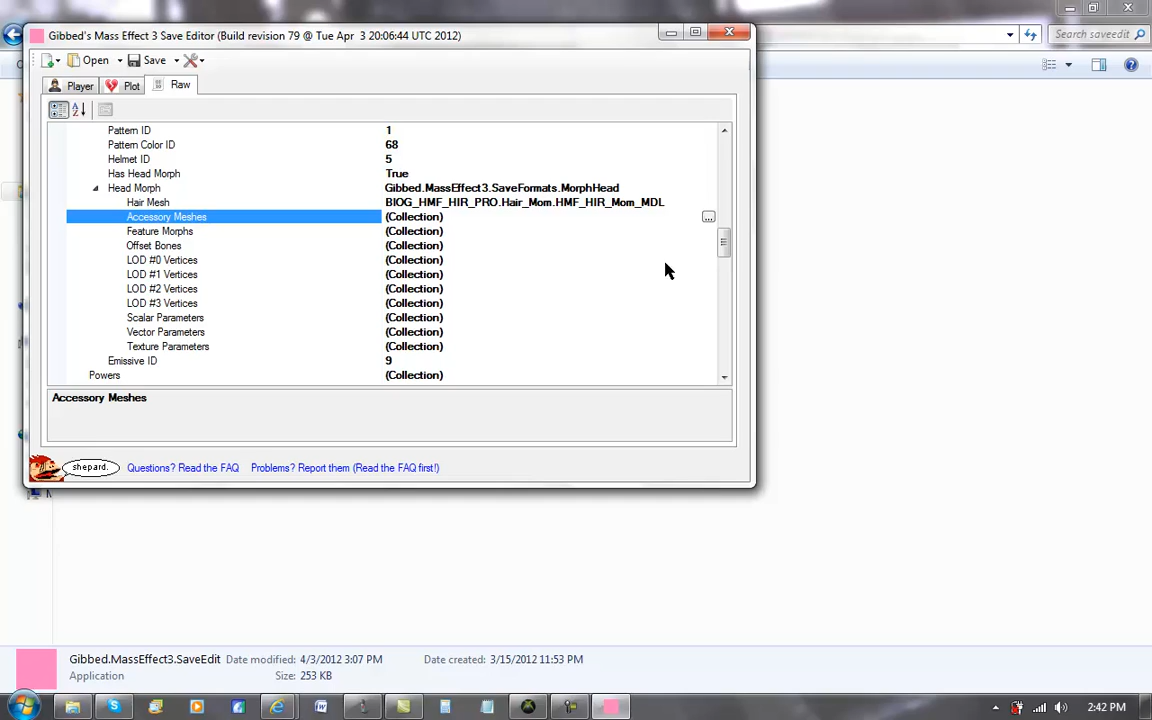 Gibbed's Mass Effect 3 Save Editor (Build revision 79 @ Tue Apr 3 20:06:44 UTC 2012)
Search saveedit
Open Save
Player Plot Raw
Pattern ID 1
Pattern Color ID 68
Helmet ID 5
Has Head Morph True
Head Morph Gibbed.MassEffect3.SaveFormats.MorphHead
Hair Mesh BIOG_HMF_HIR_PRO.Hair_Mom.HMF_HIR_Mom_MDL
Accessory Meshes (Collection) ...
Feature Morphs (Collection)
Offset Bones (Collection)
LOD #0 Vertices (Collection)
LOD #1 Vertices (Collection)
LOD #2 Vertices (Collection)
LOD #3 Vertices (Collection)
Scalar Parameters (Collection)
Vector Parameters (Collection)
Texture Parameters (Collection)
Emissive ID 9
Powers (Collection)
Accessory Meshes
shepard. Questions? Read the FAQ Problems? Report them (Read the FAQ first!)
Gibbed.MassEffect3.SaveEdit Date modified: 4/3/2012 3:07 PM Date created: 3/15/2012 11:53 PM
Application Size: 253 KB
2:42 PM